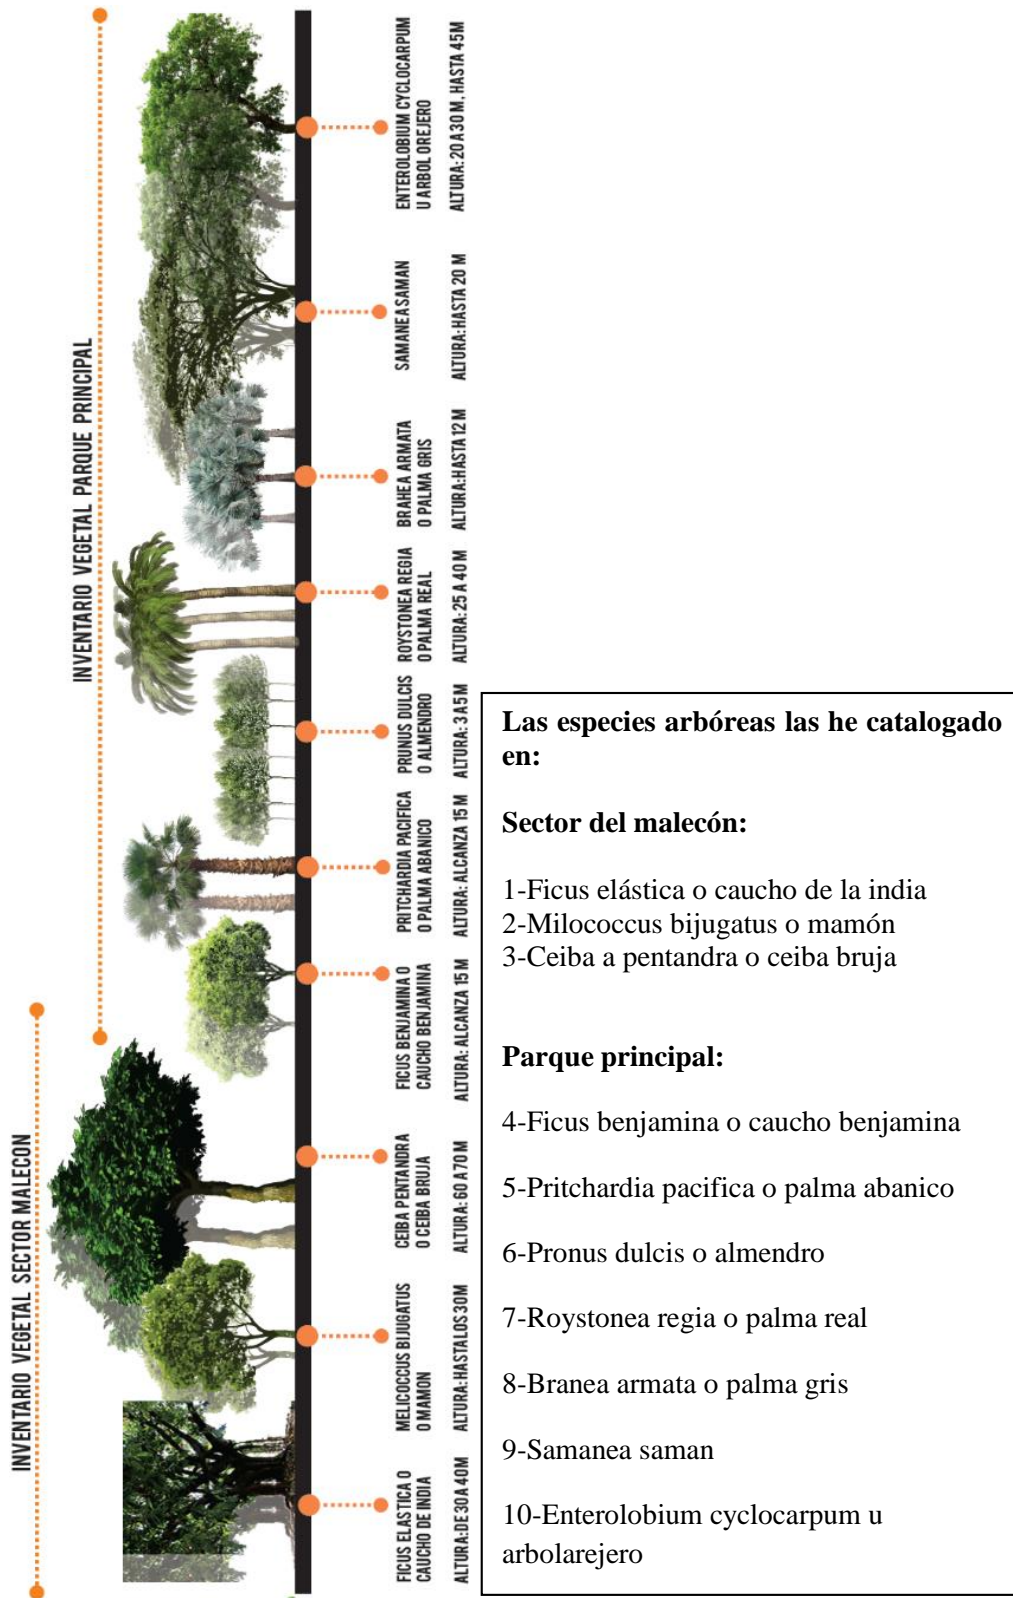 INVENTARIO VEGETAL SECTOR MALECON
INVENTARIO VEGETAL PARQUE PRINCIPAL
FICUS ELASTICA O
CAUCHO DE INDIA
ALTURA: DE 30 A 40M
MELICOCCUS BIJUGATUS
O MAMON
ALTURA: HASTA LOS 30M
CEIBA PENTANDRA
O CEIBA BRUJA
ALTURA: 60 A 70 M
FICUS BENJAMINA O
CAUCHO BENJAMINA
ALTURA: ALCANZA 15 M
PRITCHARDIA PACIFICA
O PALMA ABANICO
ALTURA: ALCANZA 15 M
PRUNUS DULCIS
O ALMENDRO
ALTURA: 3 A 5 M
ROYSTONEA REGIA
O PALMA REAL
ALTURA: 25 A 40 M
BRAHEA ARMATA
O PALMA GRIS
ALTURA: HASTA 12 M
SAMANEA SAMAN
ALTURA: HASTA 20 M
ENTEROLOBIUM CYCLOCARPUM
U ARBOL OREJERO
ALTURA: 20 A 30 M, HASTA 45M
Las especies arbóreas las he catalogado
en:
Sector del malecón:
1-Ficus elástica o caucho de la india
2-Milococcus bijugatus o mamón
3-Ceiba a pentandra o ceiba bruja
Parque principal:
4-Ficus benjamina o caucho benjamina
5-Pritchardia pacifica o palma abanico
6-Pronus dulcis o almendro
7-Roystonea regia o palma real
8-Branea armata o palma gris
9-Samanea saman
10-Enterolobium cyclocarpum u
arbolarejero